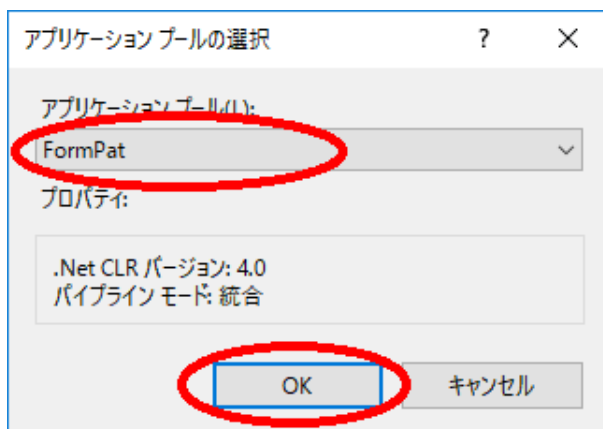 アプリケーション プールの選択 ? ×
アプリケーション プール(L):
FormPat
プロパティ:
.Net CLR バージョン: 4.0
パイプライン モード: 統合
OK キャンセル